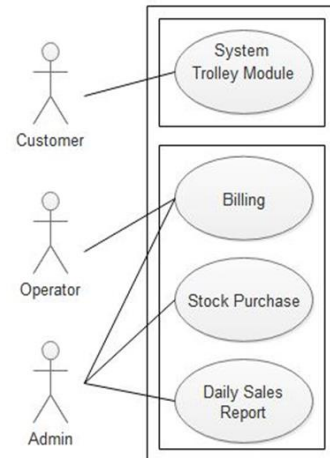 System
Trolley Module
Customer
Billing
Operator
Stock Purchase
Daily Sales
Report
Admin